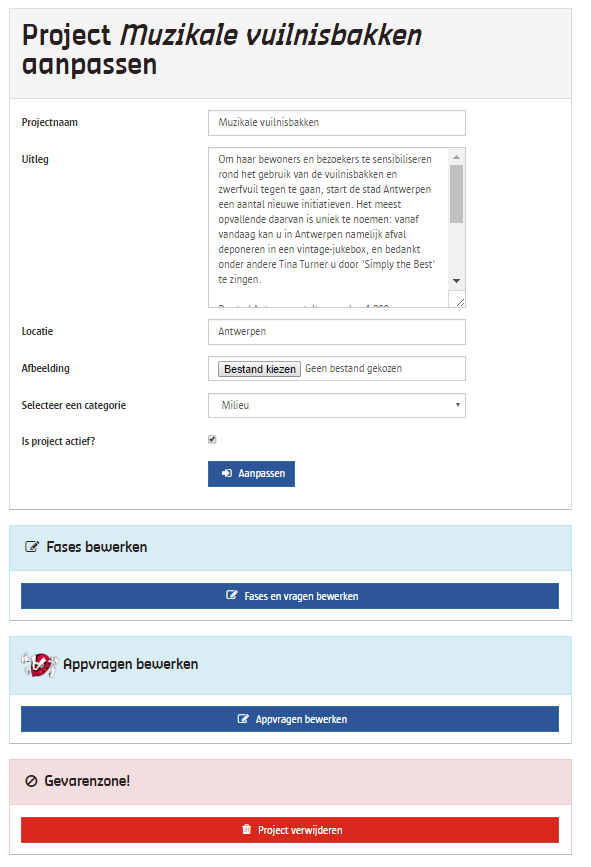 Project Muzikale vuilnisbakken
aanpassen
Projectnaam
Muzikale vuilnisbakken
Uitleg
Om haar bewoners en bezoekers te sensibiliseren
rond het gebruik van de vuilnisbakken en
zwerfvuil tegen te gaan, start de stad Antwerpen
een aantal nieuwe initiatieven. Het meest
opvallende daarvan is uniek te noemen: vanaf
vandaag kan u in Antwerpen namelijk afval
deponeren in een vintage-jukebox, en bedankt
onder andere Tina Turner u door 'Simply the Best'
te zingen.
Locatie
Antwerpen
Afbeelding
Bestand kiezen Geen bestand gekozen
Selecteer een categorie
Milieu
Is project actief?
Aanpassen
Fases bewerken
Fases en vragen bewerken
Appvragen bewerken
Appvragen bewerken
Gevarenzone!
Project verwijderen